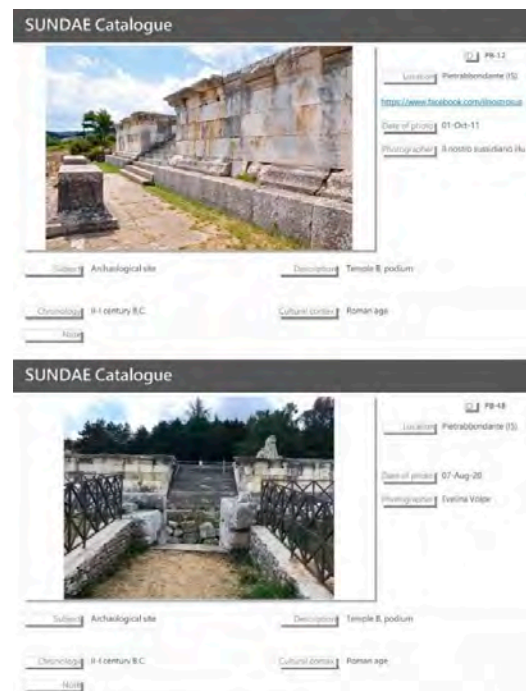 SUNDAE Catalogue
ID PB-12
Location Pietrabbondante (IS)
https://www.facebook.com/ilnostrosus
Date of photo 01-Oct-11
Photographer Il nostro sussidiario illu
Subject Archaeological site
Description Temple B, podium
Chronology II-I century B.C.
Cultural contex Roman age
Note
SUNDAE Catalogue
ID PB-48
Location Pietrabbondante (IS)
Date of photo 07-Aug-20
Photographer Evelina Volpe
Subject Archaeological site
Description Temple B, podium
Chronology II-I century B.C.
Cultural contex Roman age
Note